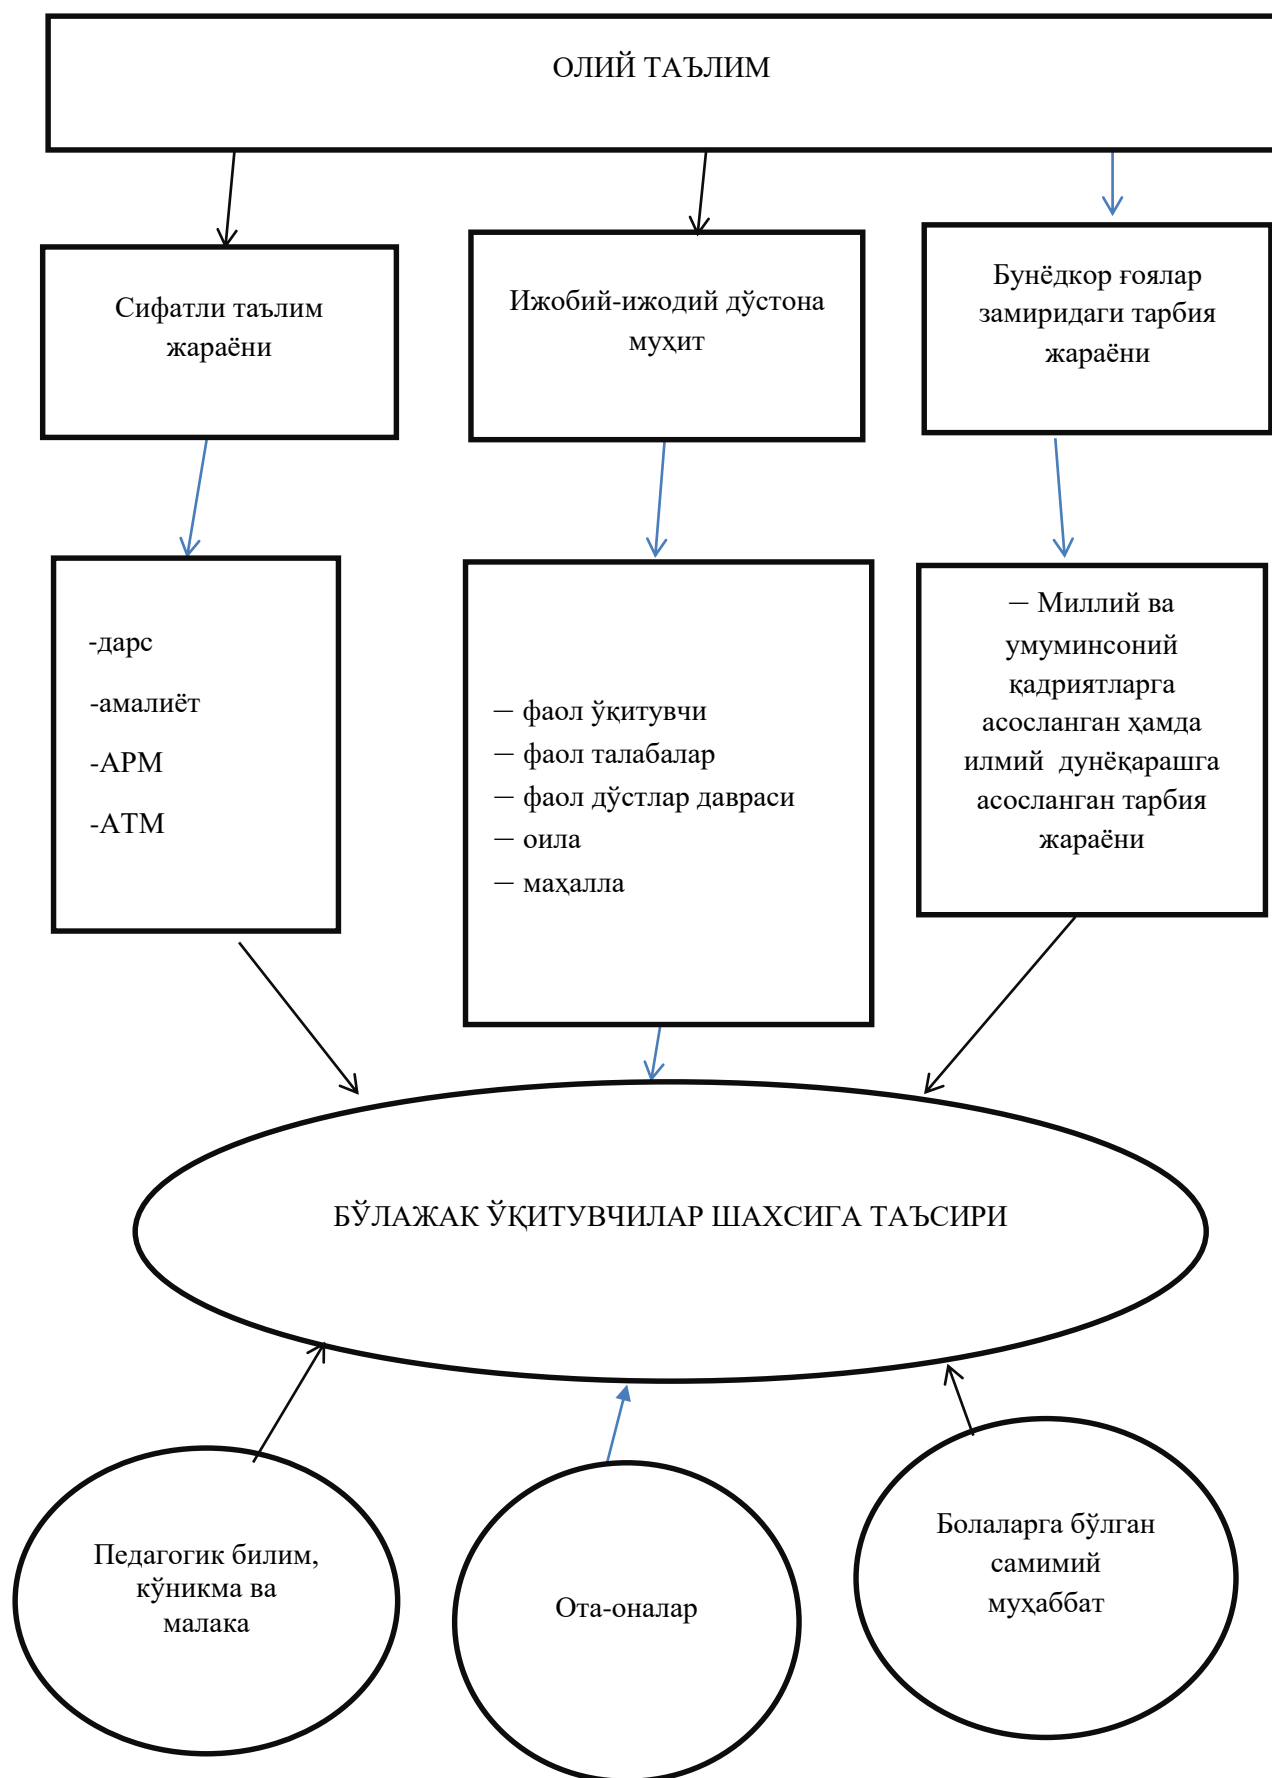 ОЛИЙ ТАЪЛИМ
Сифатли таълим
жараёни
Ижобий-ижодий дўстона
муҳит
Бунёдкор ғоялар
замиридаги тарбия
жараёни
-дарс
-амалиёт
-АРМ
-АТМ
— фаол ўқитувчи
— фаол талабалар
— фаол дўстлар давраси
— оила
— маҳалла
— Миллий ва
умуминсоний
қадриятларга
асосланган ҳамда
илмий дунёқарашга
асосланган тарбия
жараёни
БЎЛАЖАК ЎҚИТУВЧИЛАР ШАХСИГА ТАЪСИРИ
Педагогик билим,
кўникма ва
малака
Ота-оналар
Болаларга бўлган
самимий
муҳаббат